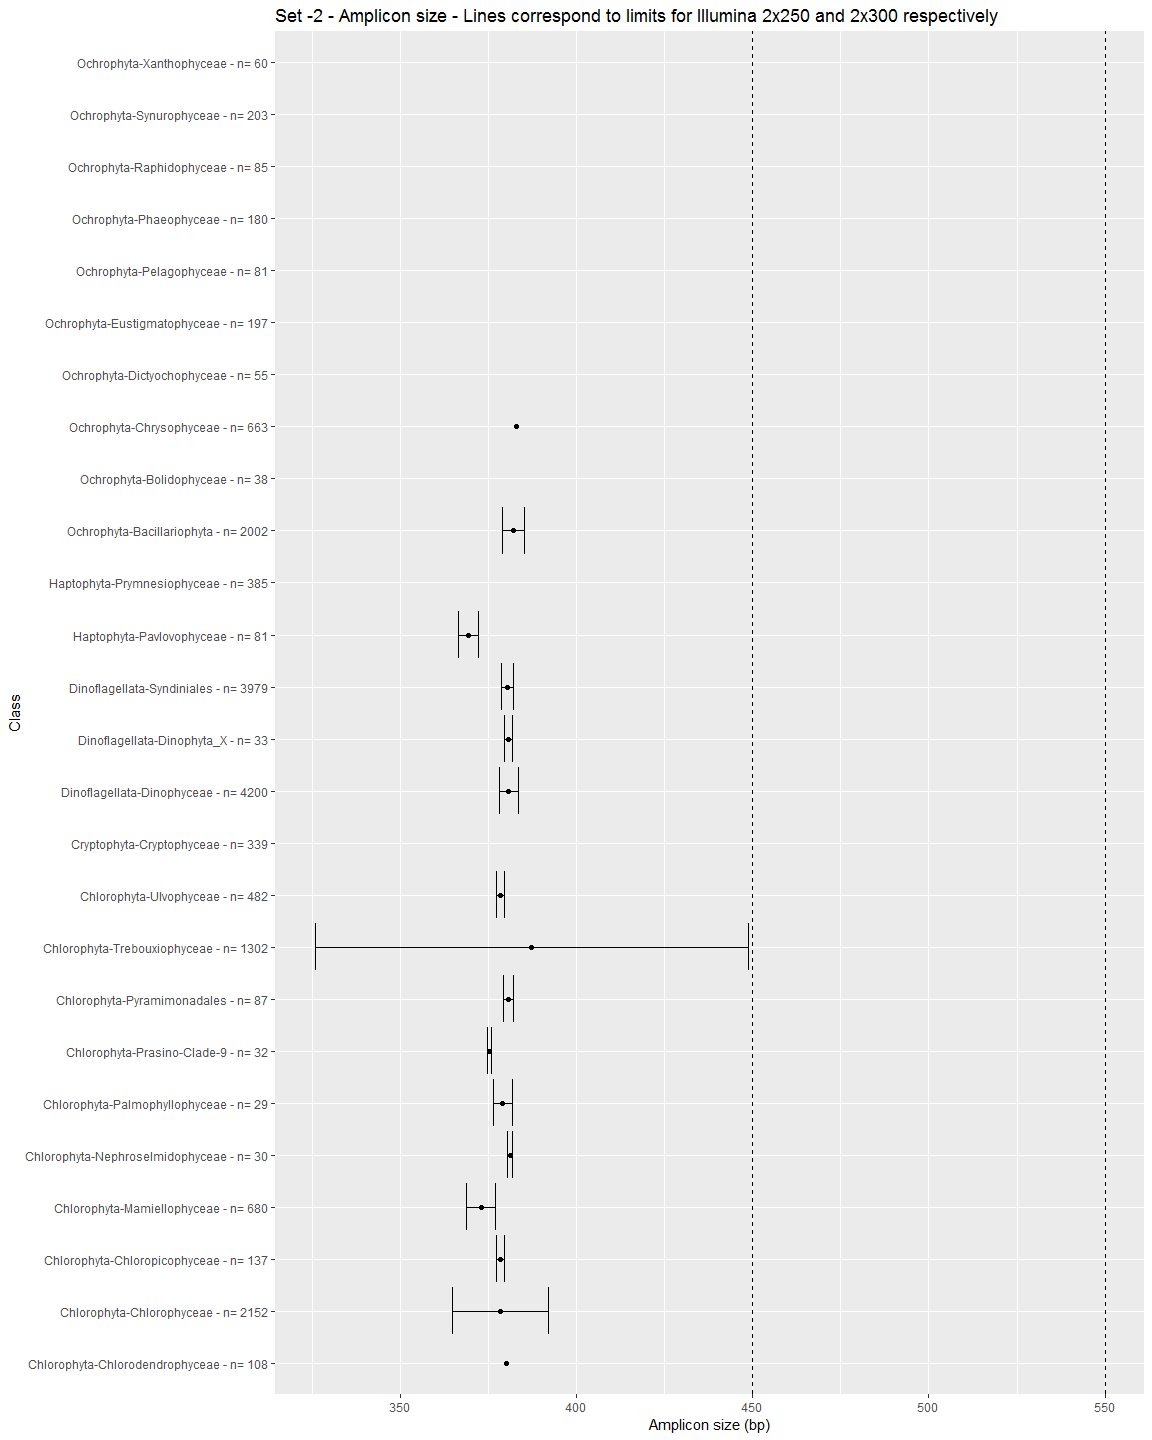 Set -2 - Amplicon size - Lines correspond to limits for Illumina 2x250 and 2x300 respectively
Ochrophyta-Xanthophyceae - n= 60
Ochrophyta-Synurophyceae - n= 203
Ochrophyta-Raphidophyceae - n= 85
Ochrophyta-Phaeophyceae - n= 180
Ochrophyta-Pelagophyceae - n= 81
Ochrophyta-Eustigmatophyceae - n= 197
Ochrophyta-Dictyochophyceae - n= 55
Ochrophyta-Chrysophyceae - n= 663
Ochrophyta-Bolidophyceae - n= 38
Ochrophyta-Bacillariophyta - n= 2002
Haptophyta-Prymnesiophyceae - n= 385
Haptophyta-Pavlovophyceae - n= 81
Dinoflagellata-Syndiniales - n= 3979
Dinoflagellata-Dinophyta_X - n= 33
Dinoflagellata-Dinophyceae - n= 4200
Cryptophyta-Cryptophyceae - n= 339
Chlorophyta-Ulvophyceae - n= 482
Chlorophyta-Trebouxiophyceae - n= 1302
Chlorophyta-Pyramimonadales - n= 87
Chlorophyta-Prasino-Clade-9 - n= 32
Chlorophyta-Palmophyllophyceae - n= 29
Chlorophyta-Nephroselmidophyceae - n= 30
Chlorophyta-Mamiellophyceae - n= 680
Chlorophyta-Chloropicophyceae - n= 137
Chlorophyta-Chlorophyceae - n= 2152
Chlorophyta-Chlorodendrophyceae - n= 108
Class
350 400 450 500 550
Amplicon size (bp)